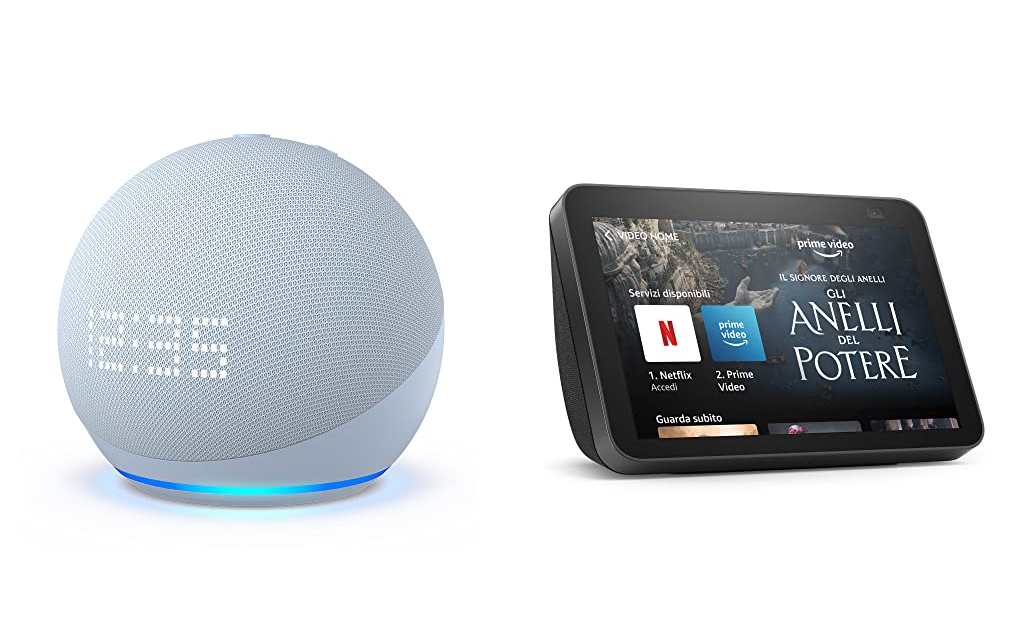 12:35
VIDEO HOME
prime video
IL SIGNORE DEGLI ANELLI
GLI
ANELLI
DEL
POTERE
Servizi disponibili
N
prime
video
1. Netflix
Accedi
2. Prime
Video
Guarda subito